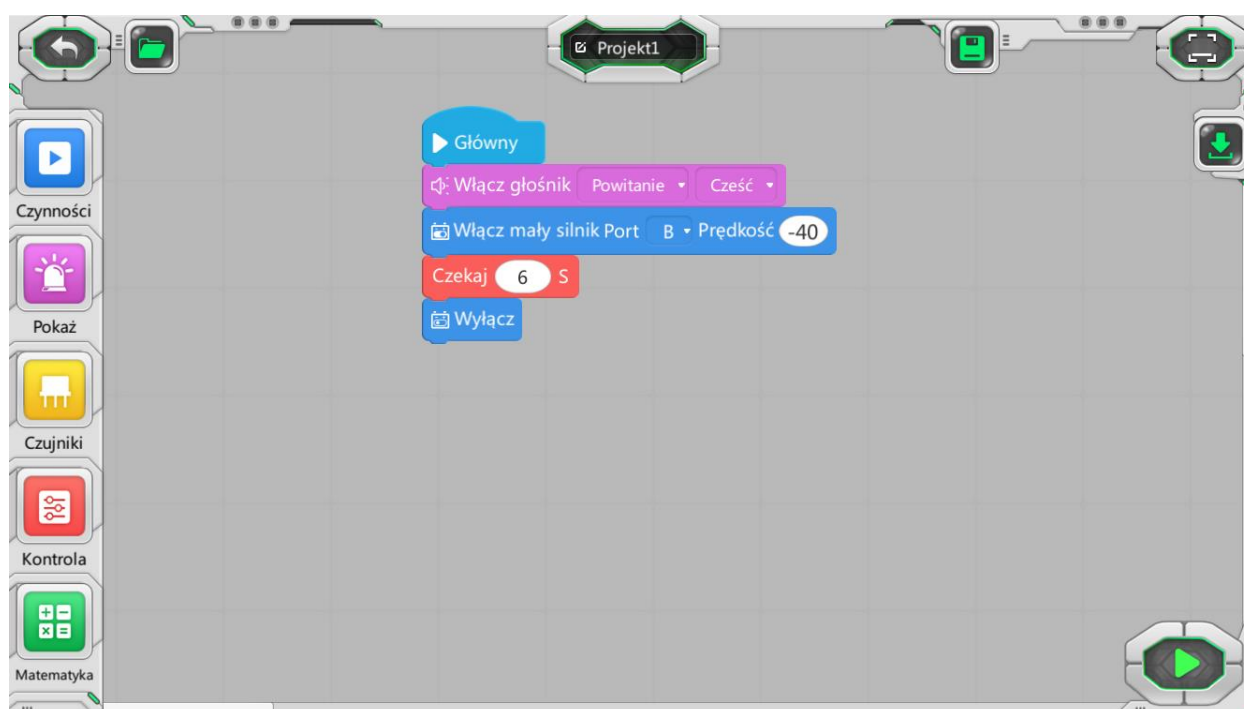 Projekt1
Główny
Włącz głośnik Powitanie Cześć
Włącz mały silnik Port B Prędkość -40
Czekaj 6 S
Wyłącz
Czynności
Pokaż
Czujniki
Kontrola
Matematyka